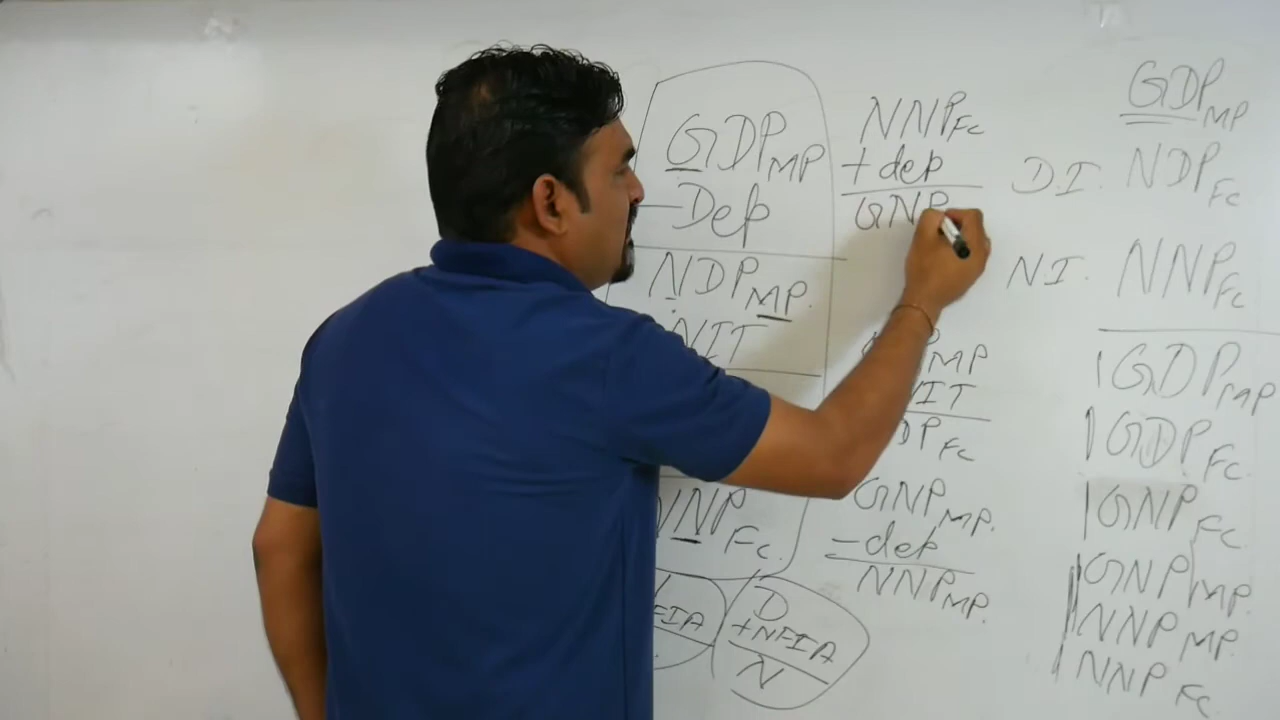 GDP MP
- Dep
NDP MP.
NIT
NNP Fc.
FIA
D
+NFIA
N
NNP FC
+ dep
GNP
MP
IT
DP Fc
GNP MP.
- dep
NNP MP.
GDP MP
D.I. NDP Fc
N.I. NNP Fc
GDP MP
GDP Fc.
GNP Fc.
GNP MP.
NNP MP.
NNP Fc.